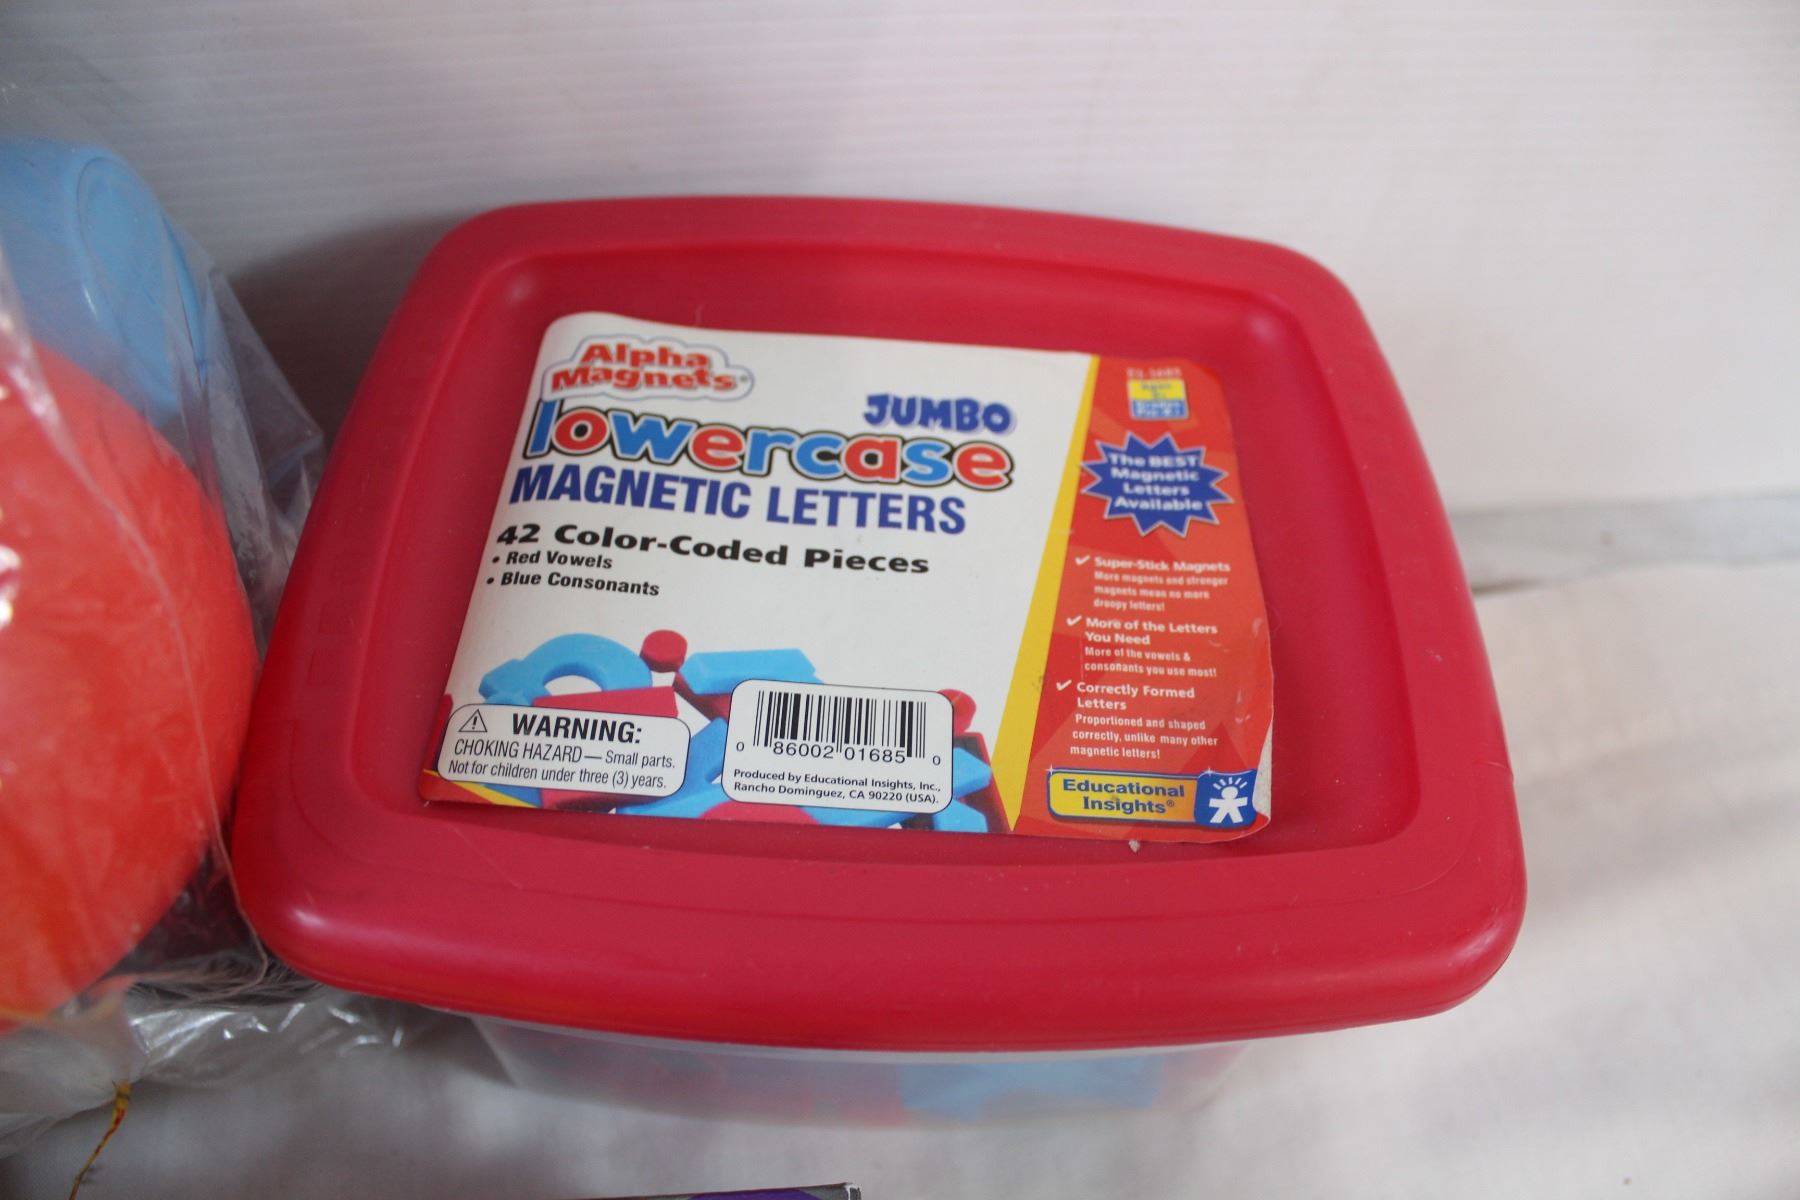 Alpha
Magnets®
JUMBO
lowercase
MAGNETIC LETTERS
42 Color-Coded Pieces
• Red Vowels
• Blue Consonants
WARNING:
CHOKING HAZARD — Small parts.
Not for children under three (3) years.
0 86002 01685 0
Produced by Educational Insights, Inc.,
Rancho Dominguez, CA 90220 (USA).
The BEST
Magnetic
Letters
Available
✓ Super-Stick Magnets
More magnets and stronger
magnets mean no more
droopy letters!
✓ More of the Letters
You Need
More of the vowels &
consonants you use most!
✓ Correctly Formed
Letters
Proportioned and shaped
correctly, unlike many other
magnetic letters!
Educational
Insights®